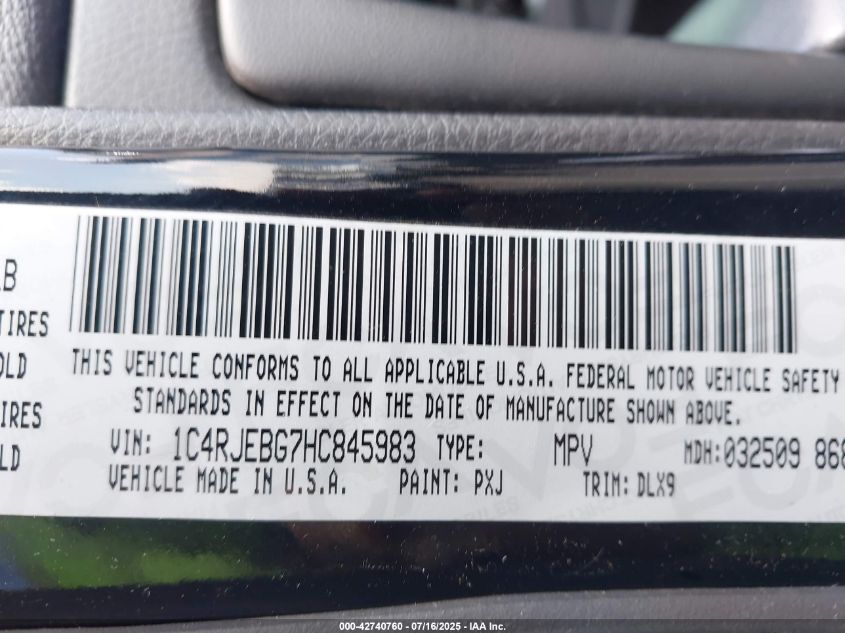 LB
TIRES
OLD
IRES
LD
THIS VEHICLE CONFORMS TO ALL APPLICABLE U.S.A. FEDERAL MOTOR VEHICLE SAFETY
STANDARDS IN EFFECT ON THE DATE OF MANUFACTURE SHOWN ABOVE.
VIN: 1C4RJEBG7HC845983 TYPE: MPV MDH:032509 868
VEHICLE MADE IN U.S.A. PAINT: PXJ TRIM: DLX9
000-42740760 - 07/16/2025 - IAA Inc.